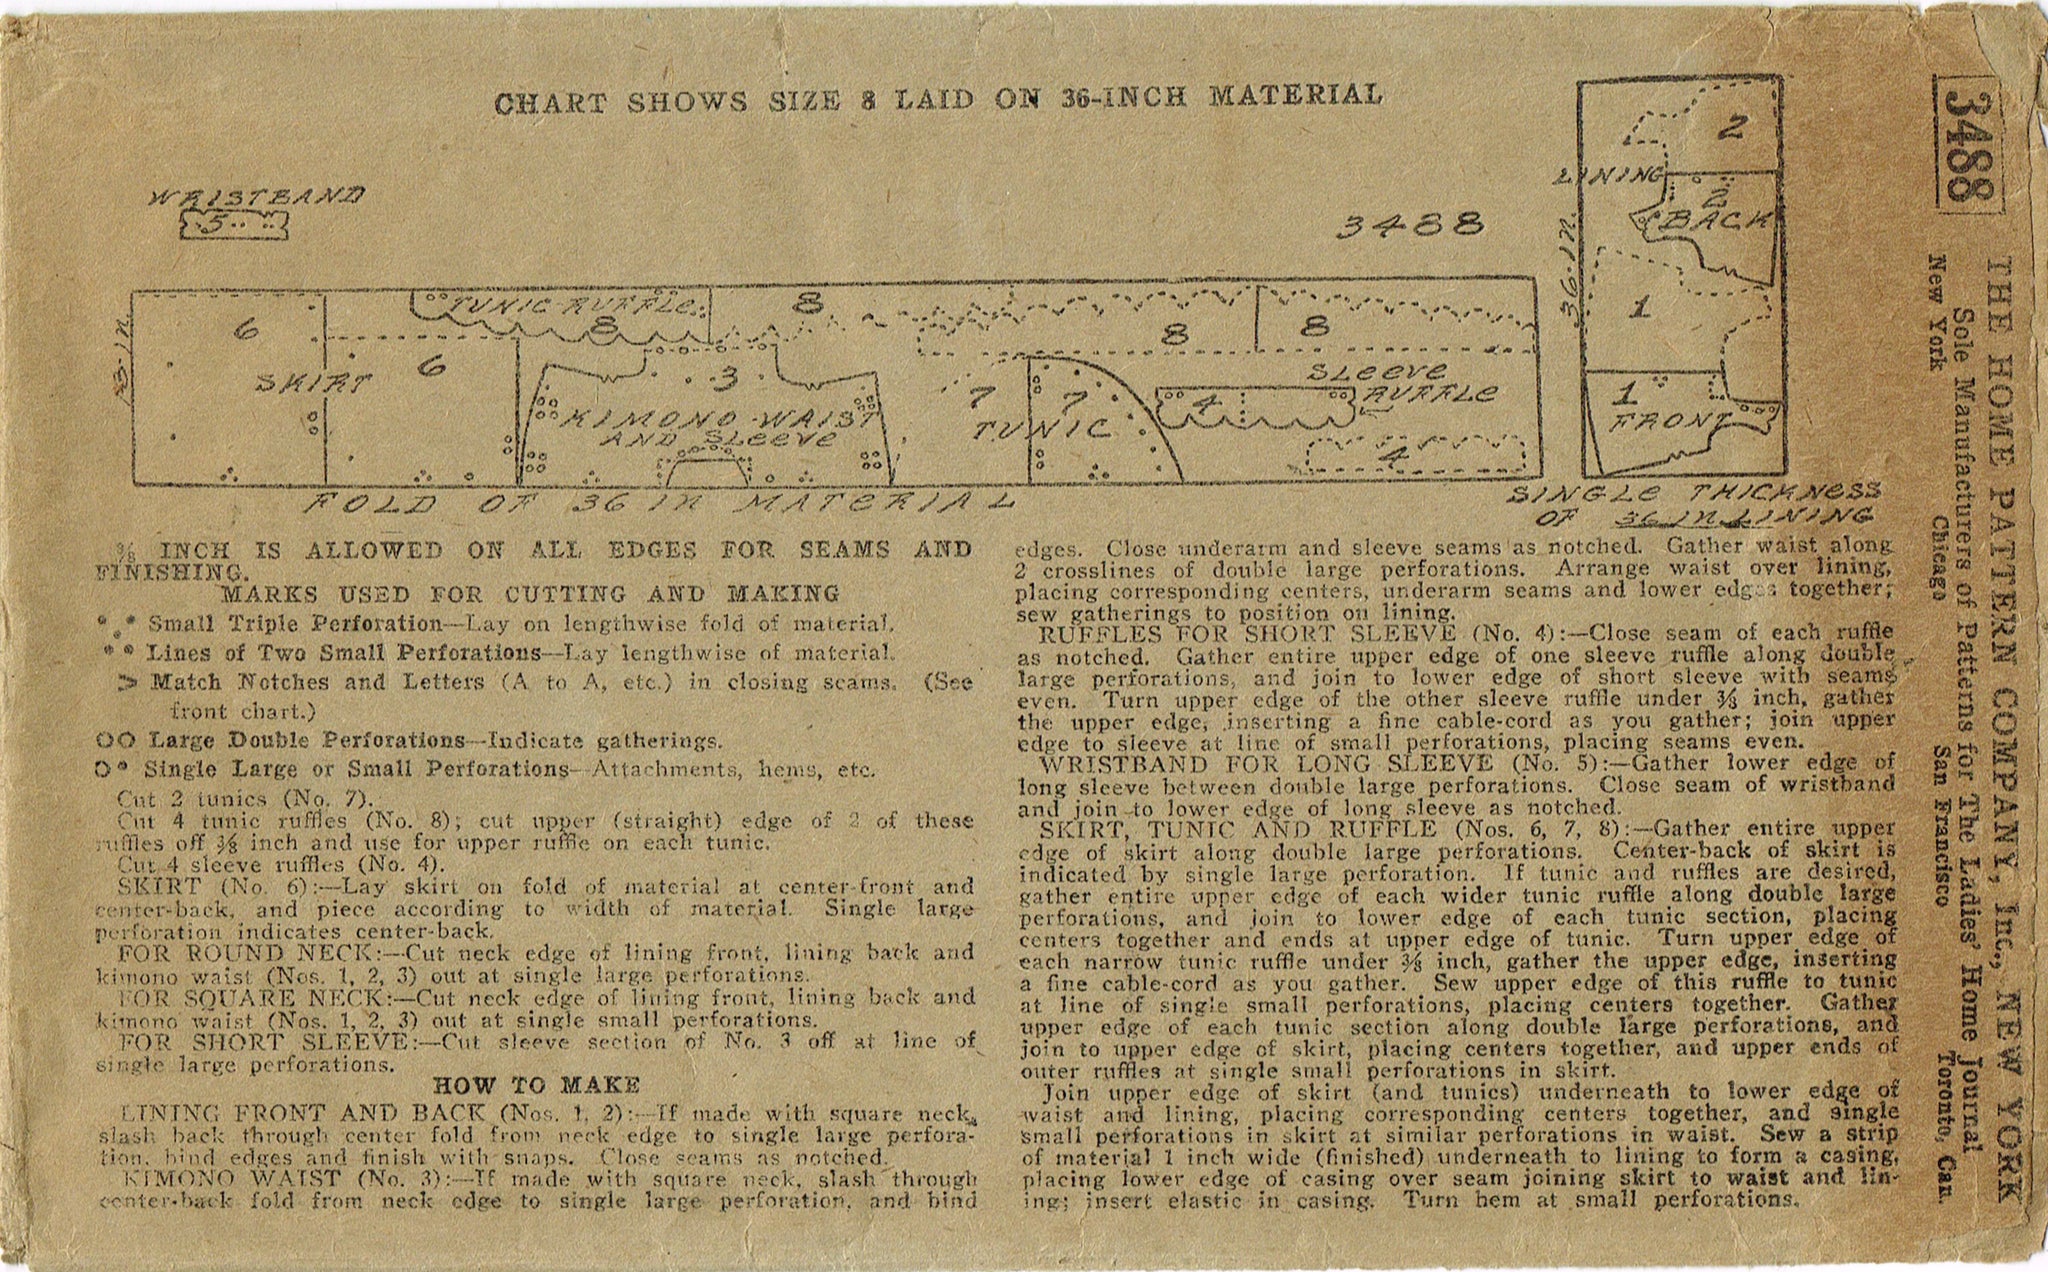 CHART SHOWS SIZE 8 LAID ON 36-INCH MATERIAL
WRISTBAND
5
3488
18-IN.
6
SKIRT
6
TUNIC-RUFFLE
8
8
3
KIMONO-WAIST
AND SLEEVE
7
7
TUNIC
8
8
SLEEVE
RUFFLE
4
4
FOLD OF 36 IN MATERIAL
2
LINING
2
BACK
36-IN.
1
1
FRONT
SINGLE THICKNESS
OF 36 IN LINING
⅜ INCH IS ALLOWED ON ALL EDGES FOR SEAMS AND
FINISHING.
MARKS USED FOR CUTTING AND MAKING
Small Triple Perforation—Lay on lengthwise fold of material.
Lines of Two Small Perforations—Lay lengthwise of material.
> Match Notches and Letters (A to A, etc.) in closing seams. (See
front chart.)
OO Large Double Perforations—Indicate gatherings.
O• Single Large or Small Perforations—Attachments, hems, etc.
Cut 2 tunics (No. 7).
Cut 4 tunic ruffles (No. 8); cut upper (straight) edge of 2 of these
ruffles off ⅜ inch and use for upper ruffle on each tunic.
Cut 4 sleeve ruffles (No. 4).
SKIRT (No. 6):—Lay skirt on fold of material at center-front and
center-back, and piece according to width of material. Single large
perforation indicates center-back.
FOR ROUND NECK:—Cut neck edge of lining front, lining back and
kimono waist (Nos. 1, 2, 3) out at single large perforations.
FOR SQUARE NECK:—Cut neck edge of lining front, lining back and
kimono waist (Nos. 1, 2, 3) out at single small perforations.
FOR SHORT SLEEVE:—Cut sleeve section of No. 3 off at line of
single large perforations.
HOW TO MAKE
LINING FRONT AND BACK (Nos. 1, 2):—If made with square neck,
slash back through center fold from neck edge to single large perfora-
tion, bind edges and finish with snaps. Close seams as notched.
KIMONO WAIST (No. 3):—If made with square neck, slash through
center-back fold from neck edge to single large perforation, and bind
edges. Close underarm and sleeve seams as notched. Gather waist along
2 crosslines of double large perforations. Arrange waist over lining,
placing corresponding centers, underarm seams and lower edges together;
sew gatherings to position on lining.
RUFFLES FOR SHORT SLEEVE (No. 4):—Close seam of each ruffle
as notched. Gather entire upper edge of one sleeve ruffle along double
large perforations, and join to lower edge of short sleeve with seams
even. Turn upper edge of the other sleeve ruffle under ⅜ inch, gather
the upper edge, inserting a fine cable-cord as you gather; join upper
edge to sleeve at line of small perforations, placing seams even.
WRISTBAND FOR LONG SLEEVE (No. 5):—Gather lower edge of
long sleeve between double large perforations. Close seam of wristband
and join to lower edge of long sleeve as notched.
SKIRT, TUNIC AND RUFFLE (Nos. 6, 7, 8):—Gather entire upper
edge of skirt along double large perforations. Center-back of skirt is
indicated by single large perforation. If tunic and ruffles are desired,
gather entire upper edge of each wider tunic ruffle along double large
perforations, and join to lower edge of each tunic section, placing
centers together and ends at upper edge of tunic. Turn upper edge of
each narrow tunic ruffle under ⅜ inch, gather the upper edge, inserting
a fine cable-cord as you gather. Sew upper edge of this ruffle to tunic
at line of single small perforations, placing centers together. Gather
upper edge of each tunic section along double large perforations, and
join to upper edge of skirt, placing centers together, and upper ends of
outer ruffles at single small perforations in skirt.
Join upper edge of skirt (and tunics) underneath to lower edge of
waist and lining, placing corresponding centers together, and single
small perforations in skirt at similar perforations in waist. Sew a strip
of material 1 inch wide (finished) underneath to lining to form a casing,
placing lower edge of casing over seam joining skirt to waist and lin-
ing; insert elastic in casing. Turn hem at small perforations.
3488
THE HOME PATTERN COMPANY, Inc., NEW YORK
Sole Manufacturers of Patterns for The Ladies' Home Journal
New York Chicago San Francisco Toronto, Can.